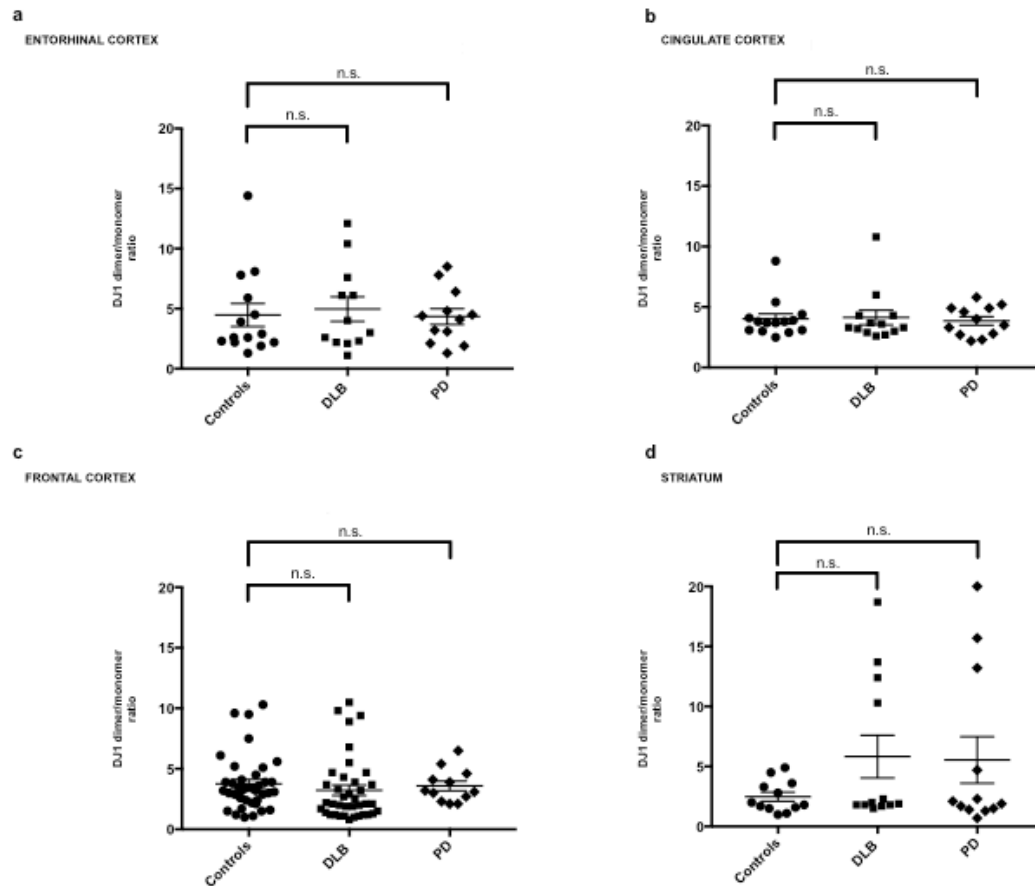 a
ENTORHINAL CORTEX
n.s.
n.s.
20
15
10
5
0
DJ1 dimer/monomer
ratio
Controls
DLB
PD
b
CINGULATE CORTEX
n.s.
n.s.
20
15
10
5
0
DJ1 dimer/monomer
ratio
Controls
DLB
PD
c
FRONTAL CORTEX
n.s.
n.s.
20
15
10
5
0
DJ1 dimer/monomer
ratio
Controls
DLB
PD
d
STRIATUM
n.s.
n.s.
20
15
10
5
0
DJ1 dimer/monomer
ratio
Controls
DLB
PD